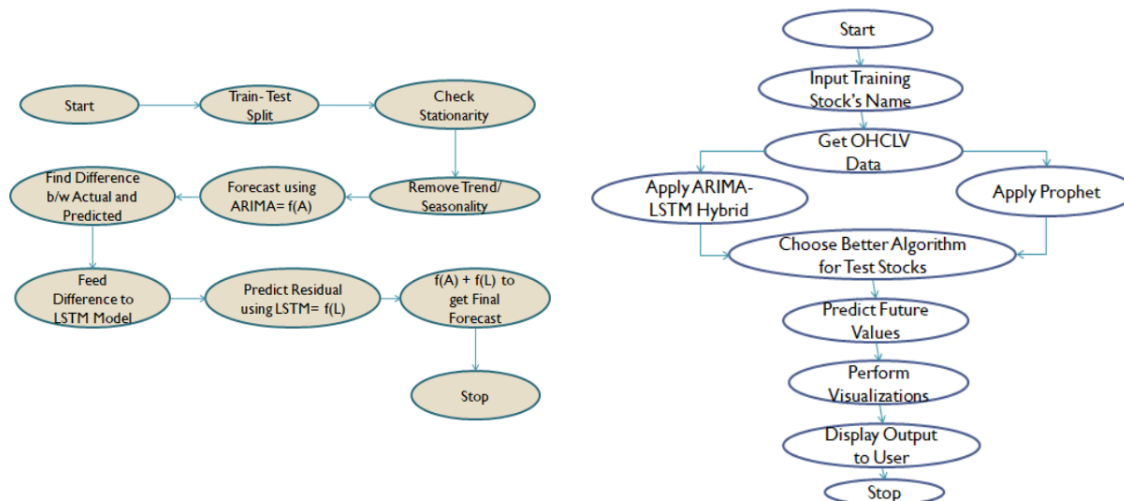 Start
Train- Test
Split
Check
Stationarity
Find Difference
b/w Actual and
Predicted
Forecast using
ARIMA= f(A)
Remove Trend/
Seasonality
Feed
Difference to
LSTM Model
Predict Residual
using LSTM= f(L)
f(A) + f(L) to
get Final
Forecast
Stop
Start
Input Training
Stock's Name
Get OHCLV
Data
Apply ARIMA-
LSTM Hybrid
Apply Prophet
Choose Better Algorithm
for Test Stocks
Predict Future
Values
Perform
Visualizations
Display Output
to User
Stop